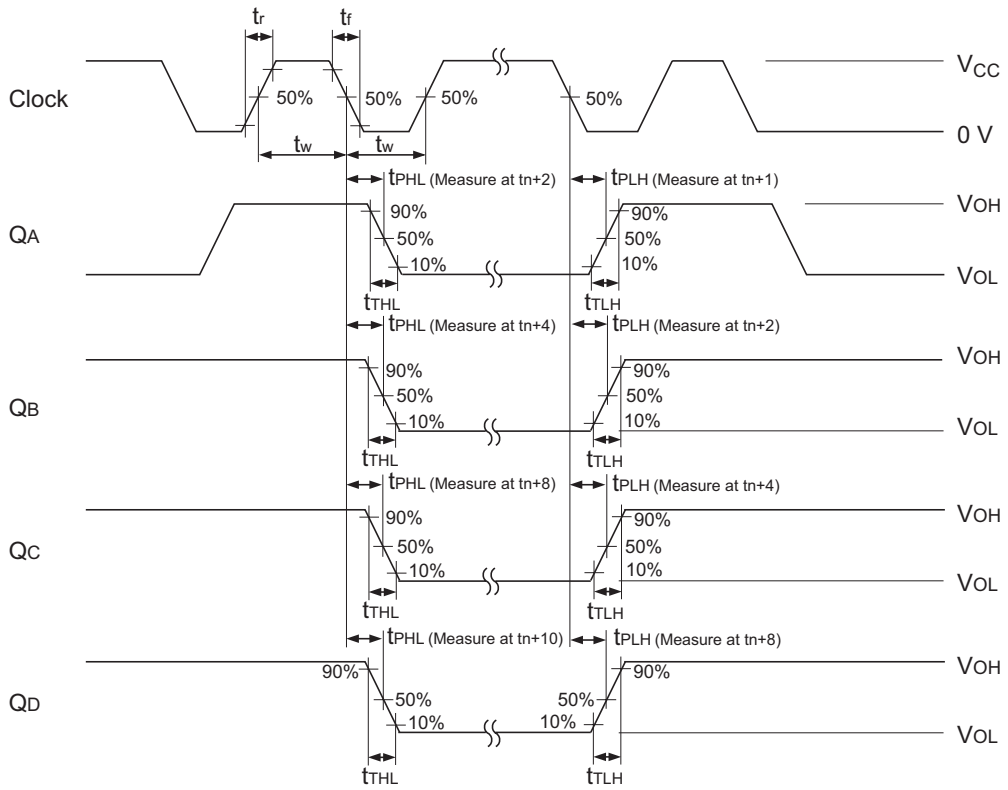 tr tf
VCC
Clock 50% 50% 50% 50%
0 V
tw tw
tPHL (Measure at tn+2) tPLH (Measure at tn+1)
90% 90% VOH
QA 50% 50%
10% 10% VOL
tTHL tTLH
tPHL (Measure at tn+4) tPLH (Measure at tn+2)
90% 90% VOH
QB 50% 50%
10% 10% VOL
tTHL tTLH
tPHL (Measure at tn+8) tPLH (Measure at tn+4)
90% 90% VOH
QC 50% 50%
10% 10% VOL
tTHL tTLH
tPHL (Measure at tn+10) tPLH (Measure at tn+8)
90% 90% VOH
QD 50% 50%
10% 10% VOL
tTHL tTLH